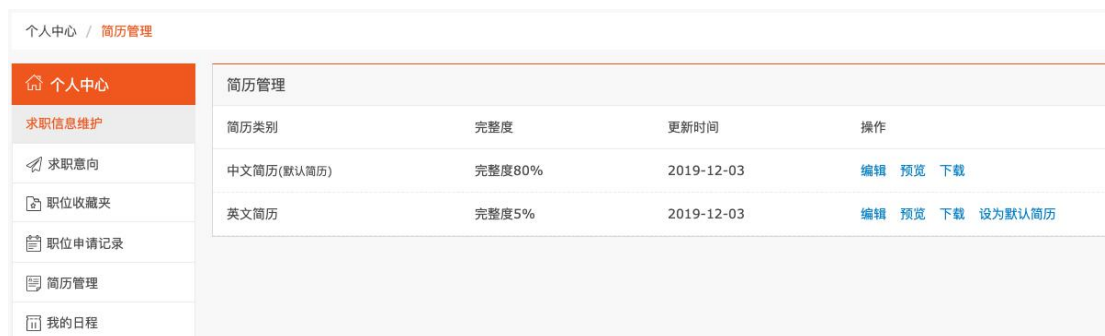 个人中心 / 简历管理
个人中心
求职信息维护
求职意向
职位收藏夹
职位申请记录
简历管理
我的日程
简历管理
简历类别 完整度 更新时间 操作
中文简历(默认简历) 完整度80% 2019-12-03 编辑 预览 下载
英文简历 完整度5% 2019-12-03 编辑 预览 下载 设为默认简历